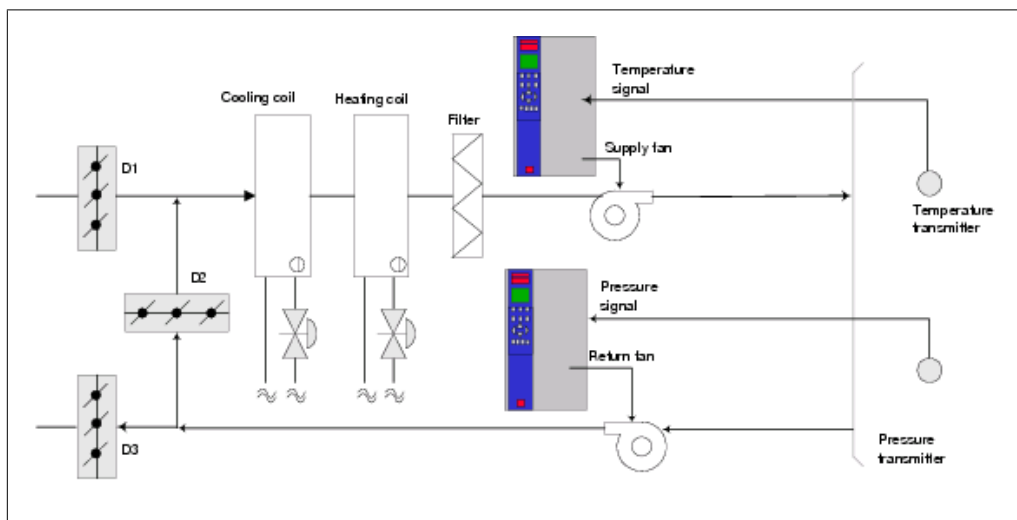 Cooling coil
Heating coil
Filter
Temperature
signal
Supply fan
D1
Temperature
transmitter
D2
Pressure
signal
Return fan
D3
Pressure
transmitter